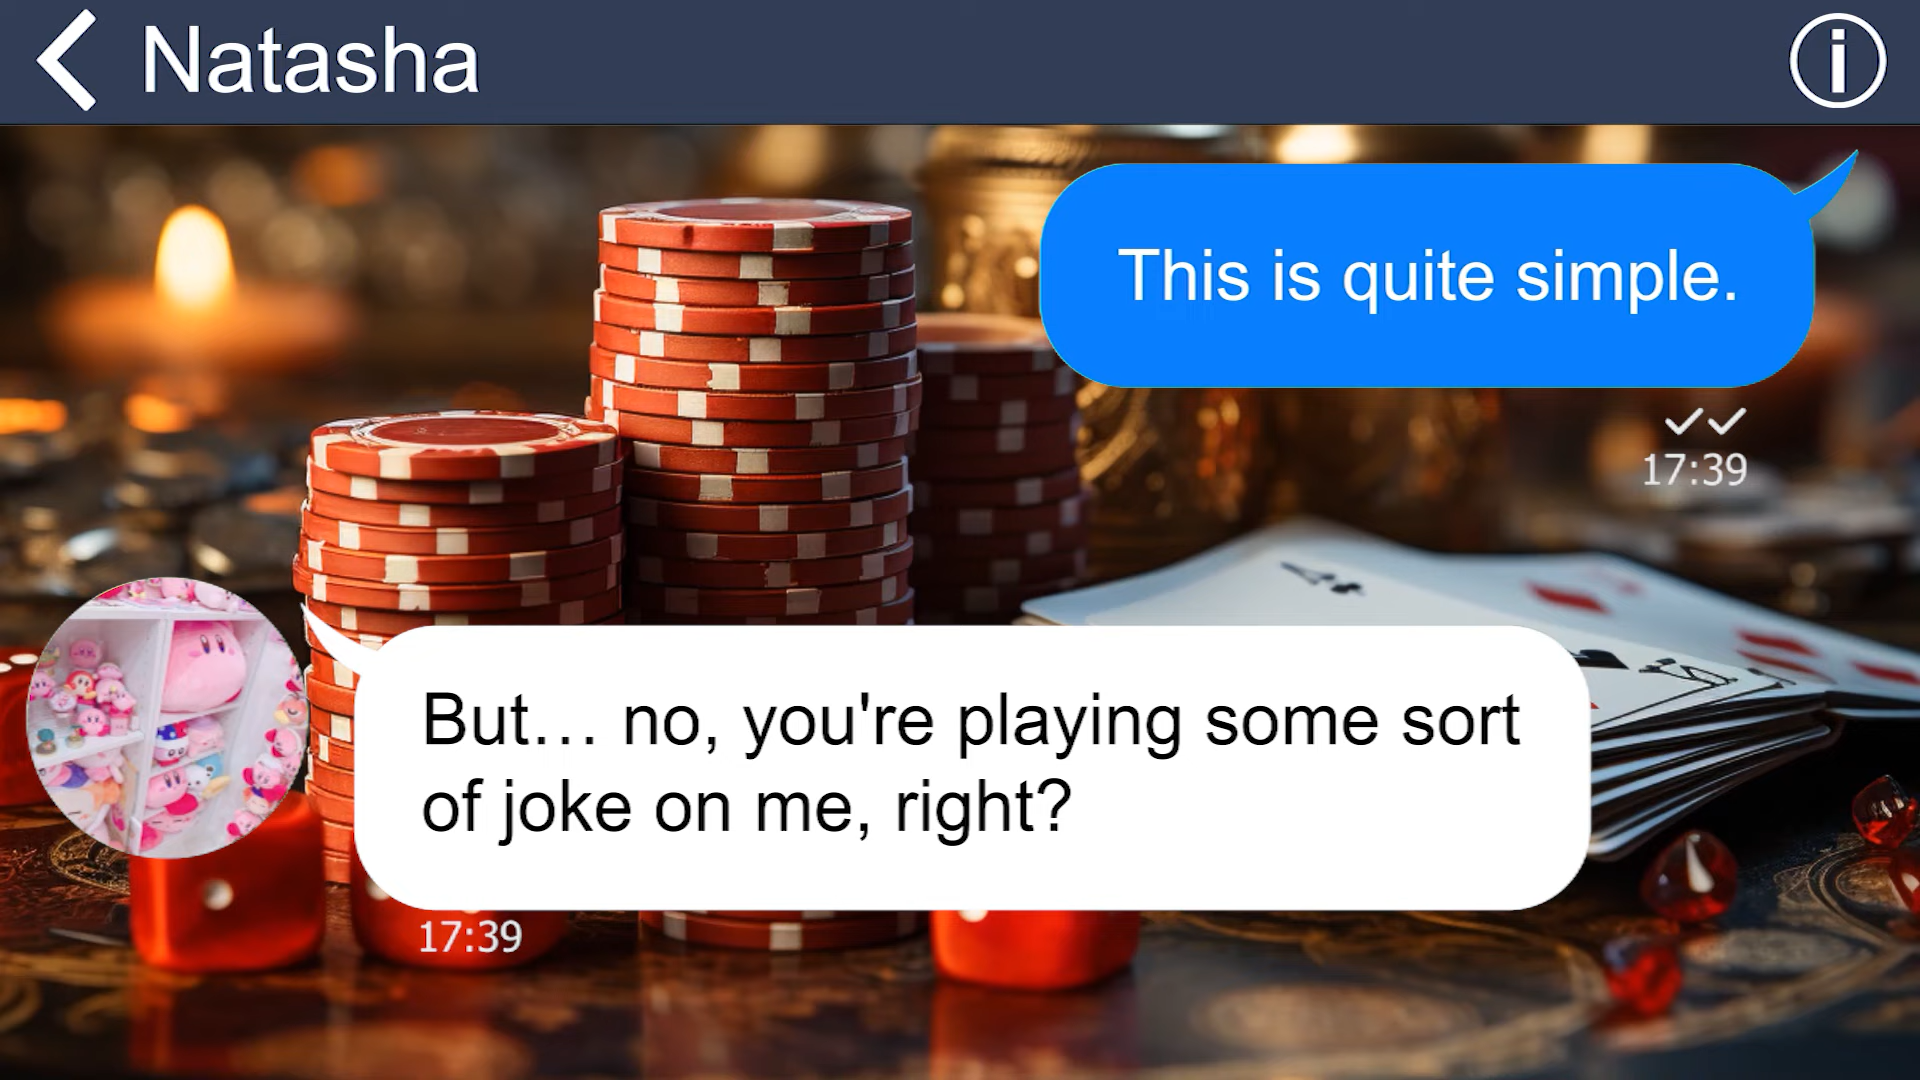 Natasha
This is quite simple.
17:39
But... no, you're playing some sort
of joke on me, right?
17:39
4
K